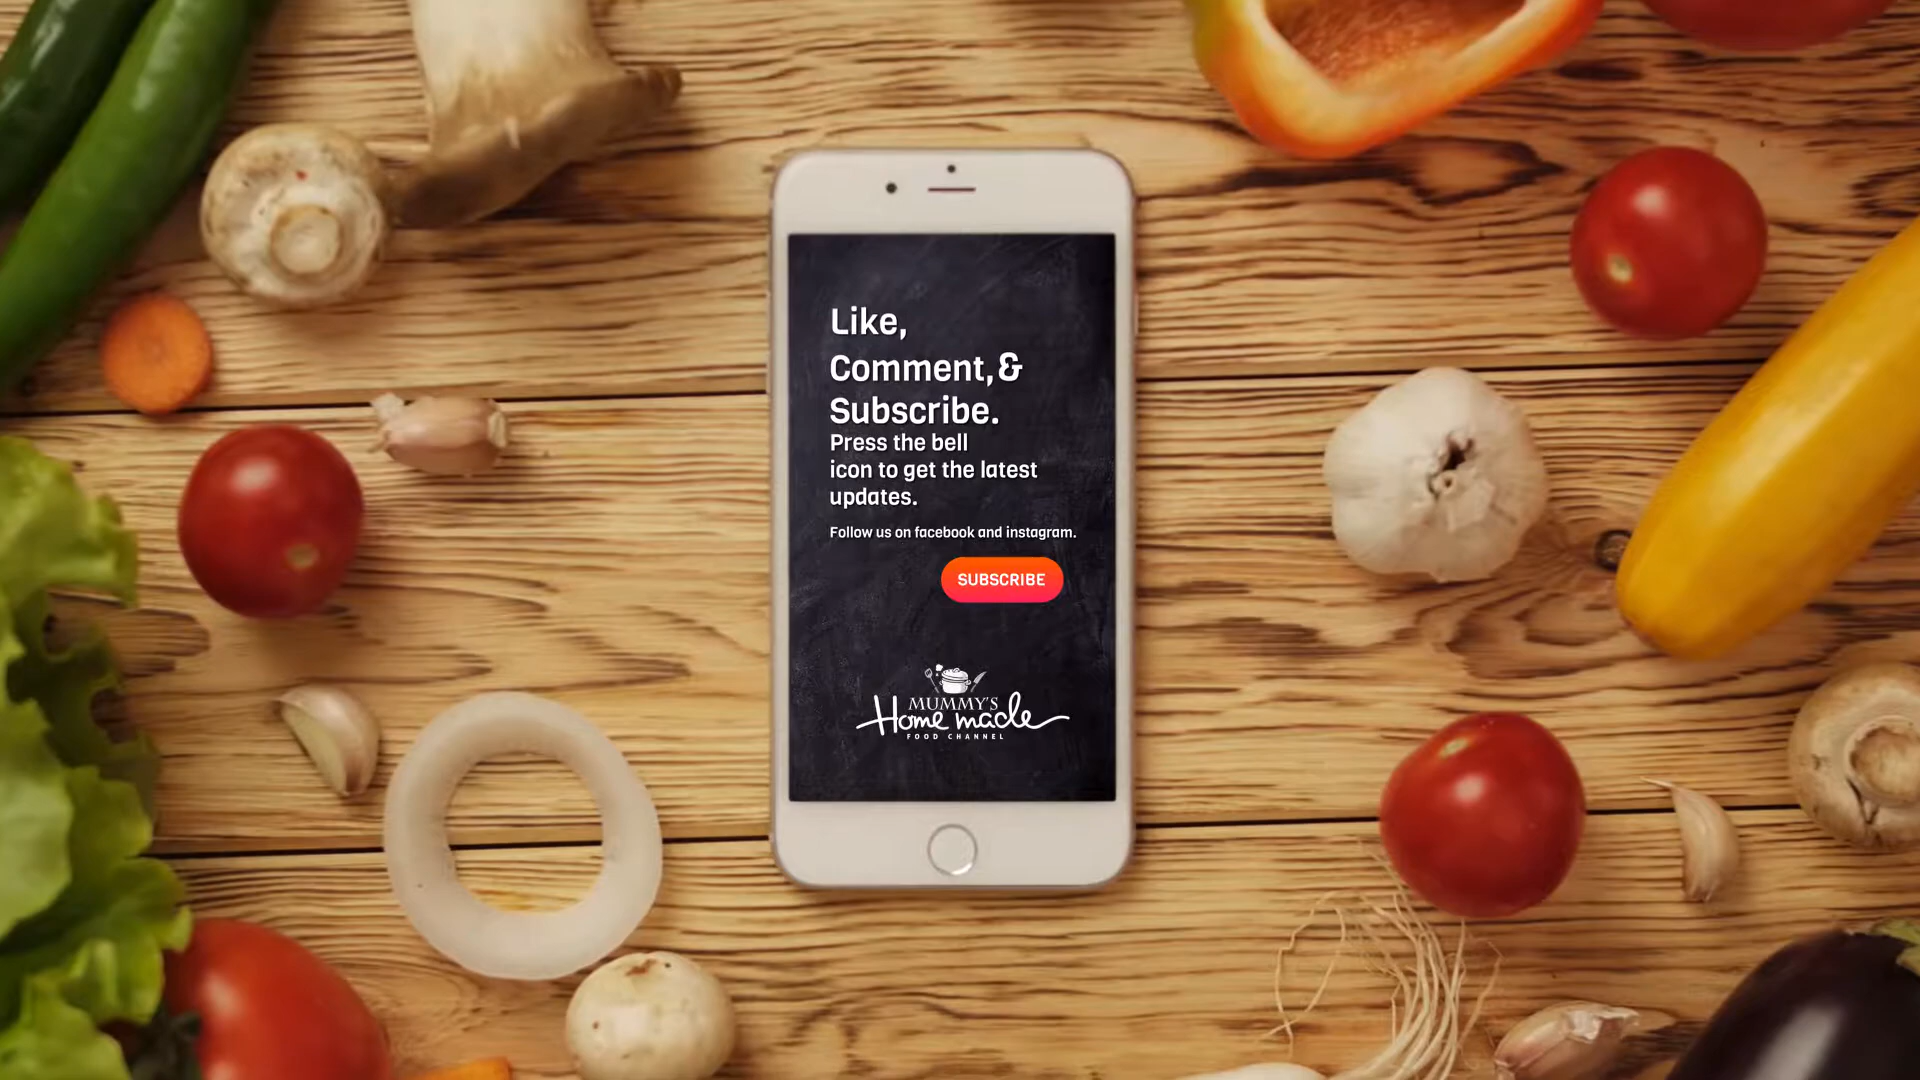 Like,
Comment, &
Subscribe.
Press the bell
icon to get the latest
updates.
Follow us on facebook and instagram.
SUBSCRIBE
MUMMY'S
Home made
FOOD CHANNEL